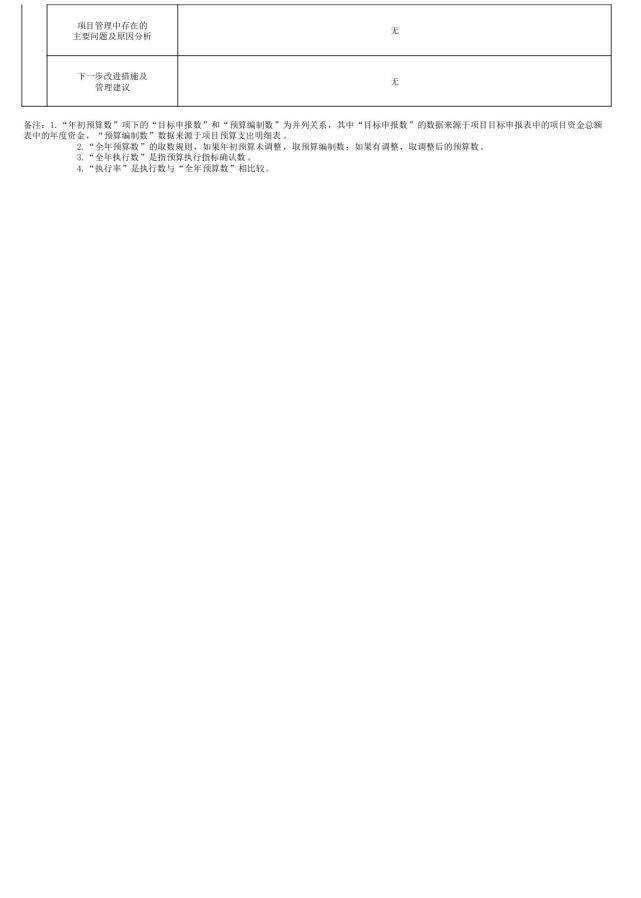 项目管理中存在的
主要问题及原因分析
无
下一步改进措施及
管理建议
无
备注：1.“年初预算数”项下的“目标申报数”和“预算编制数”为并列关系，其中“目标申报数”的数据来源于项目目标申报表中的项目资金总额
表中的年度资金，“预算编制数”数据来源于项目预算支出明细表。
2.“全年预算数”的取数规则，如果年初预算未调整，取预算编制数；如果有调整，取调整后的预算数。
3.“全年执行数”是指预算执行指标确认数。
4.“执行率”是执行数与“全年预算数”相比较。